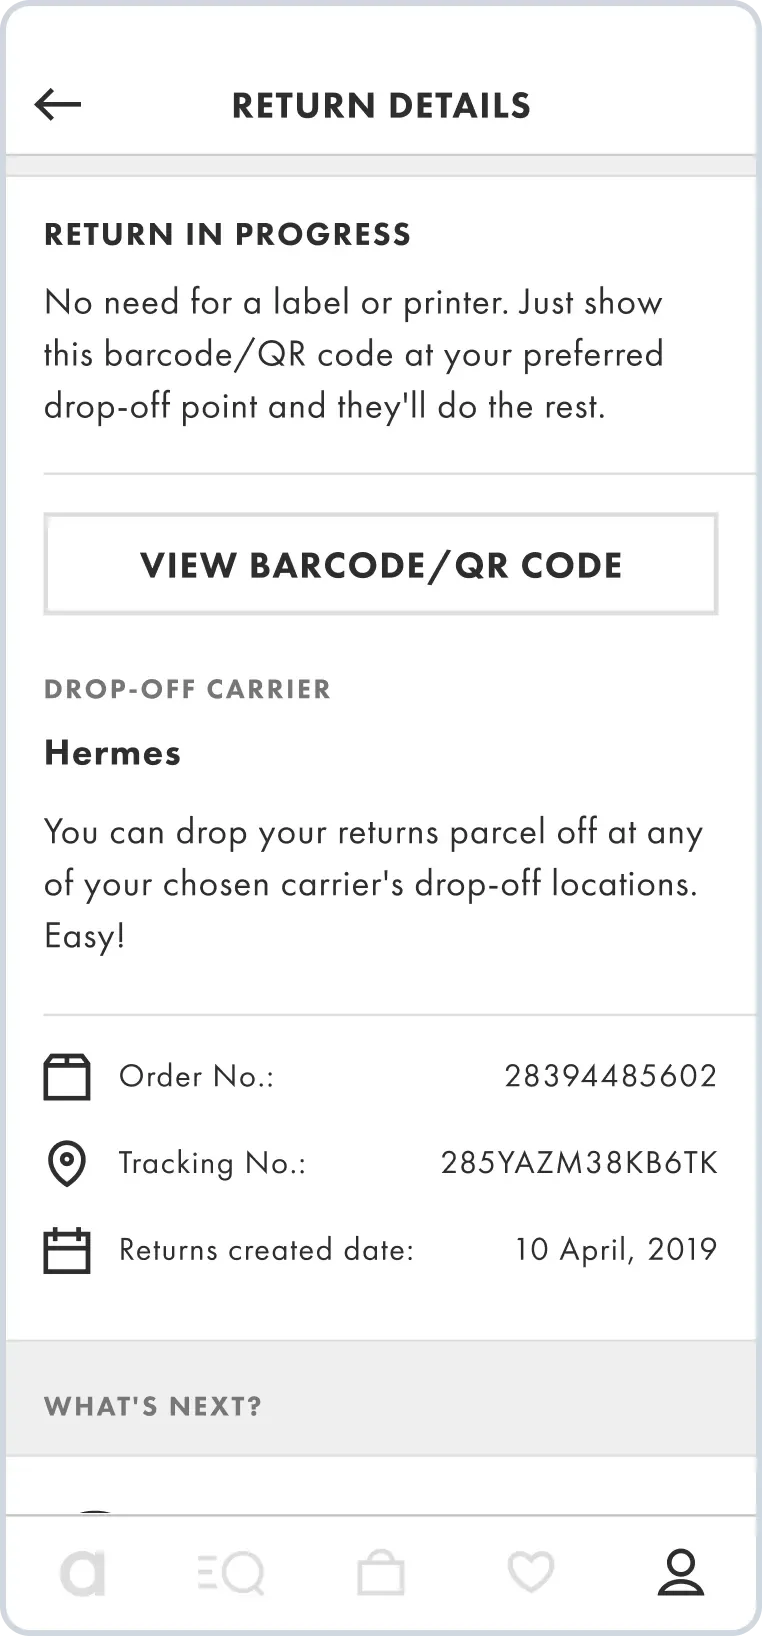 RETURN DETAILS
RETURN IN PROGRESS
No need for a label or printer. Just show
this barcode/QR code at your preferred
drop-off point and they'll do the rest.
VIEW BARCODE/QR CODE
DROP-OFF CARRIER
Hermes
You can drop your returns parcel off at any
of your chosen carrier's drop-off locations.
Easy!
Order No.: 28394485602
Tracking No.: 285YAZM38KB6TK
Returns created date: 10 April, 2019
WHAT'S NEXT?
a